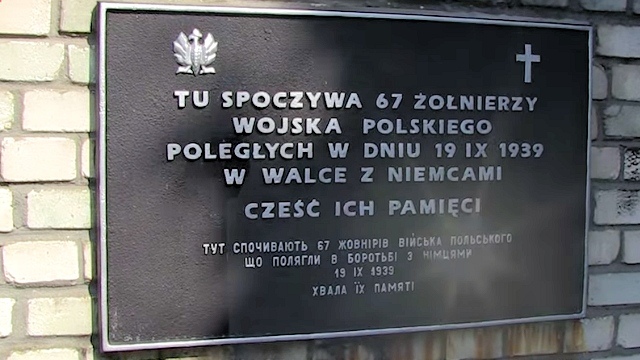 TU SPOCZYWA 67 ŻOŁNIERZY
WOJSKA POLSKIEGO
POLEGŁYCH W DNIU 19 IX 1939
W WALCE Z NIEMCAMI
CZEŚĆ ICH PAMIĘCI
ТУТ СПОЧИВАЮТЬ 67 ЖОВНІРІВ ВІЙСЬКА ПОЛЬСЬКОГО
ЩО ПОЛЯГЛИ В БОРОТЬБІ З НІМЦЯМИ
19 IX 1939
ХВАЛА ЇХ ПАМЯТІ